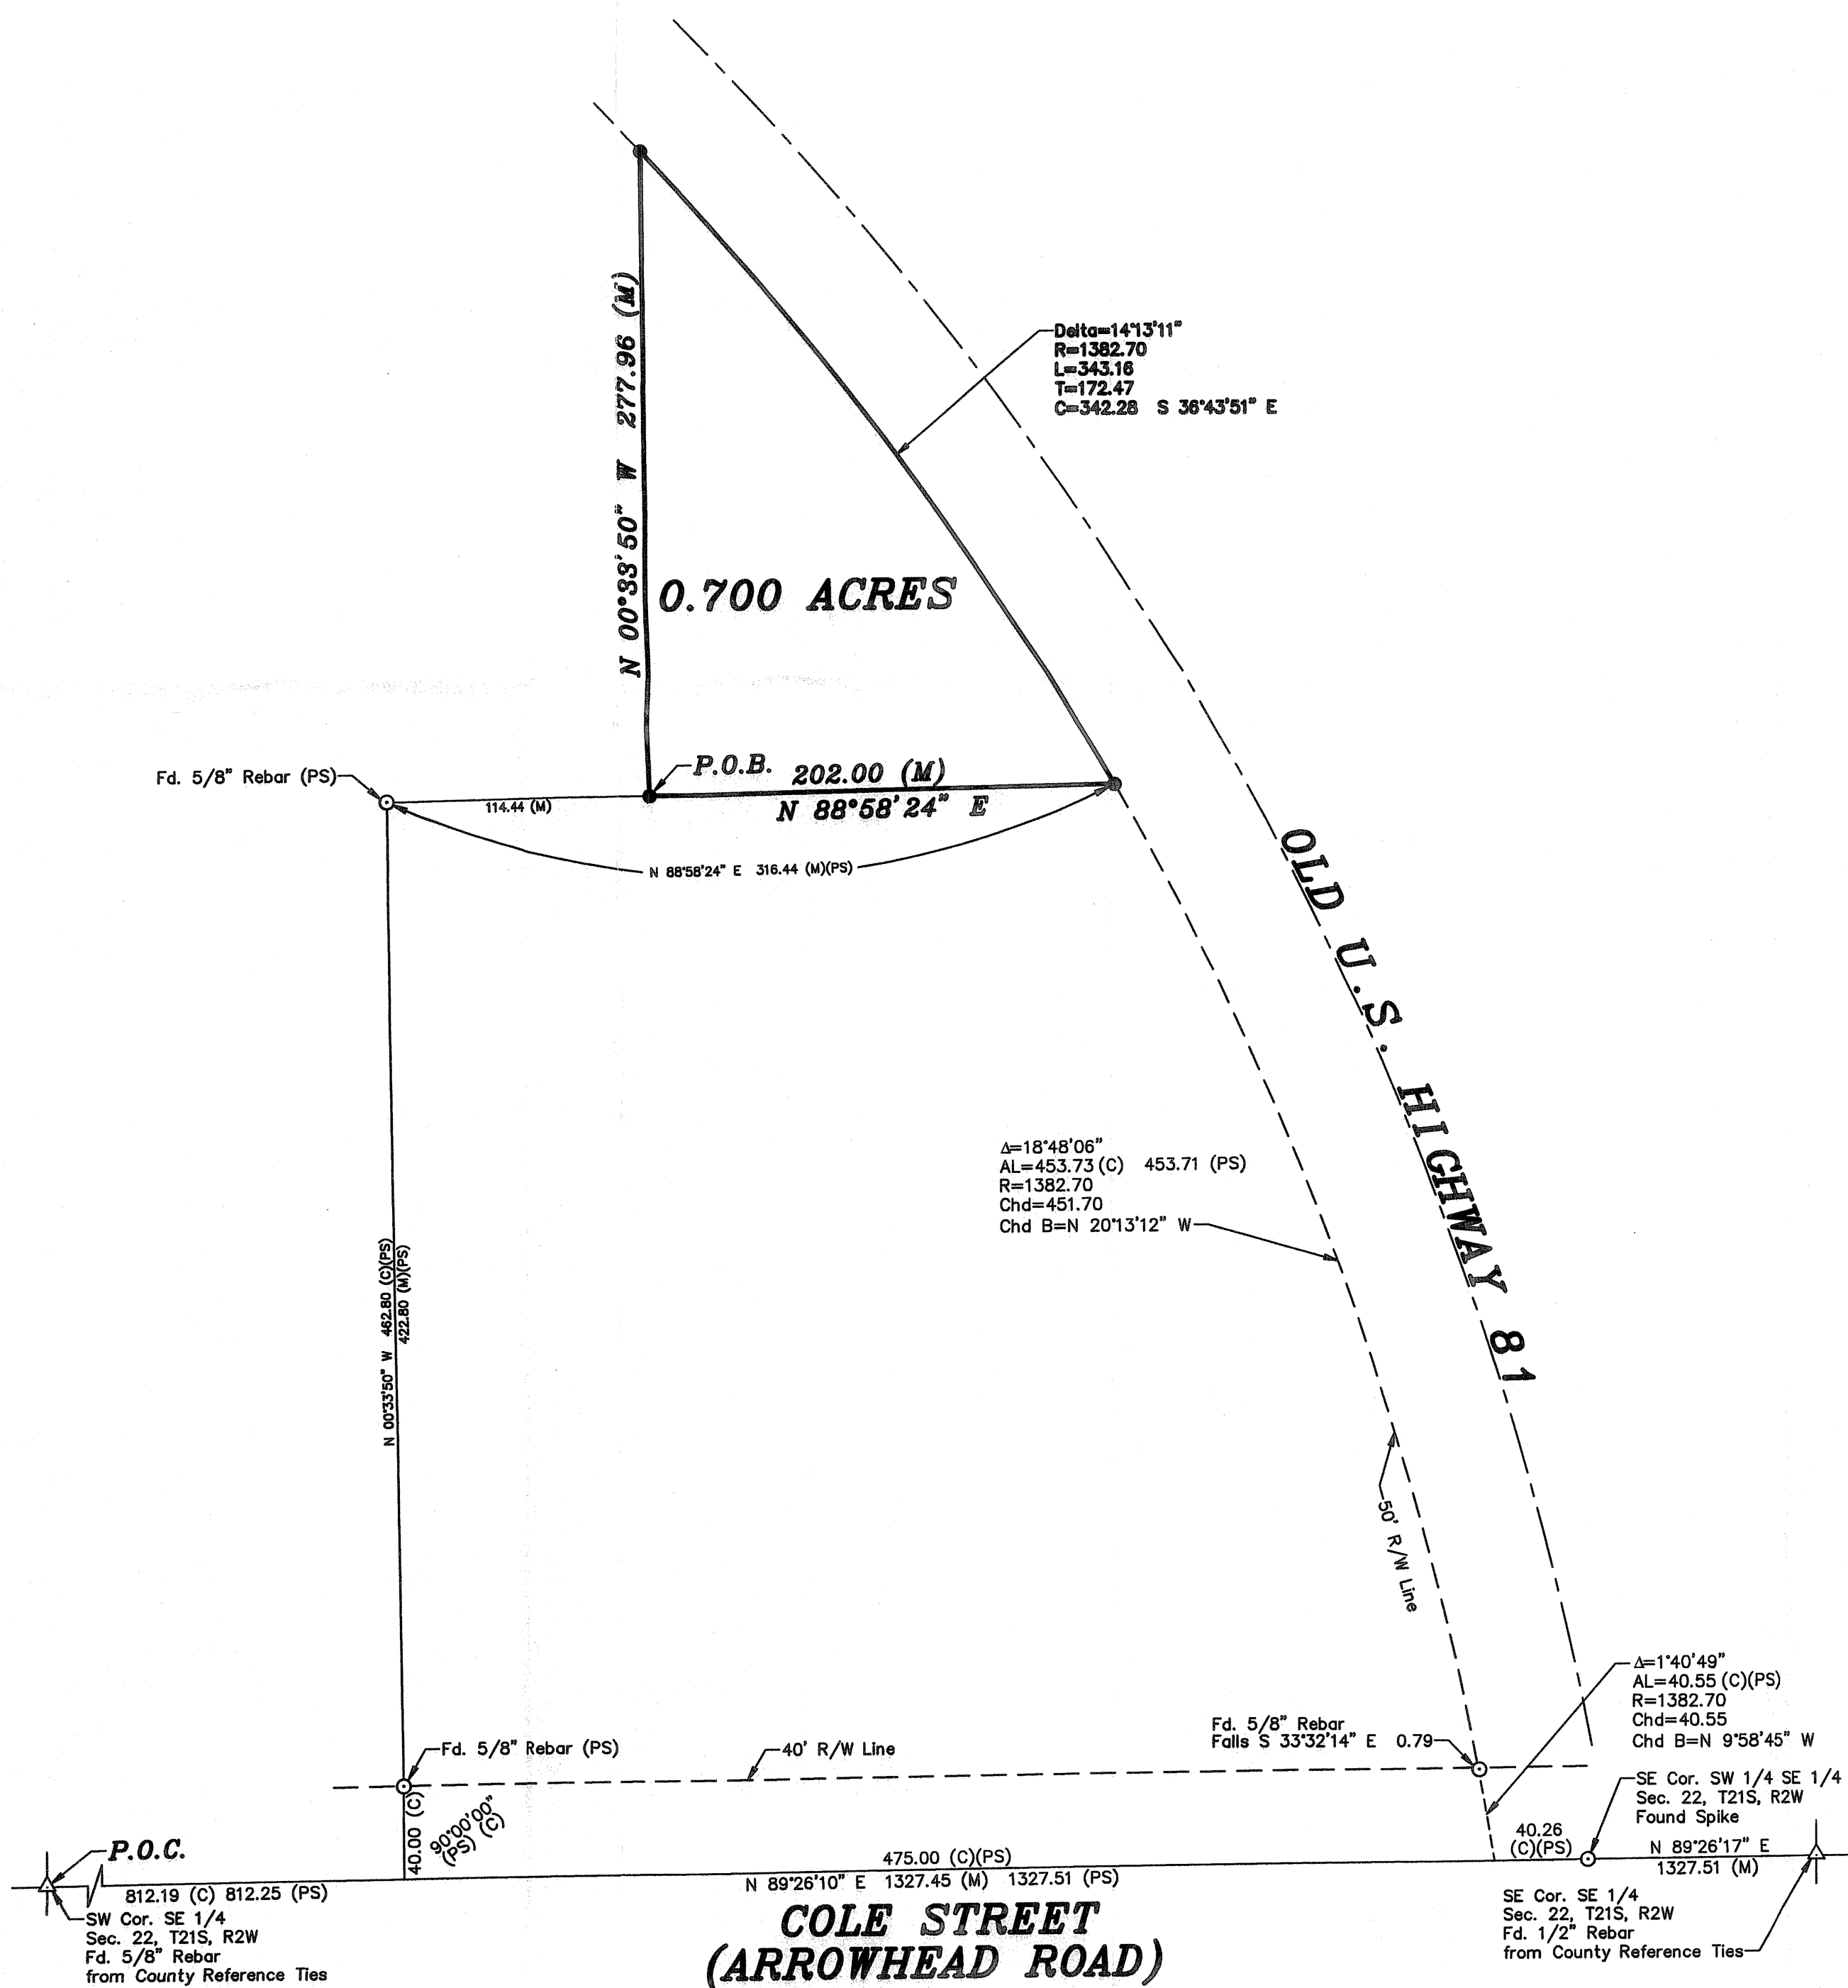 Delta=14°13'11"
R=1382.70
L=343.16
T=172.47
C=342.28 S 36°43'51" E
N 00°33'50" W 277.96 (M)
0.700 ACRES
P.O.B.
202.00 (M)
N 88°58'24" E
Fd. 5/8" Rebar (PS)
114.44 (M)
N 88°58'24" E 316.44 (M)(PS)
OLD U.S. HIGHWAY 81
Δ=18°48'06"
AL=453.73 (C) 453.71 (PS)
R=1382.70
Chd=451.70
Chd B=N 20°13'12" W
N 00°33'50" W 462.80 (C)(PS)
422.80 (M)(PS)
50' R/W Line
Δ=1°40'49"
AL=40.55 (C)(PS)
R=1382.70
Chd=40.55
Chd B=N 9°58'45" W
Fd. 5/8" Rebar
Falls S 33°32'14" E 0.79
Fd. 5/8" Rebar (PS)
40' R/W Line
SE Cor. SW 1/4 SE 1/4
Sec. 22, T21S, R2W
Found Spike
40.00 (C)
90°00'00"
(PS) (C)
P.O.C.
475.00 (C)(PS)
40.26
(C)(PS)
N 89°26'17" E
1327.51 (M)
812.19 (C) 812.25 (PS)
N 89°26'10" E 1327.45 (M) 1327.51 (PS)
SW Cor. SE 1/4
Sec. 22, T21S, R2W
Fd. 5/8" Rebar
from County Reference Ties
COLE STREET
(ARROWHEAD ROAD)
SE Cor. SE 1/4
Sec. 22, T21S, R2W
Fd. 1/2" Rebar
from County Reference Ties